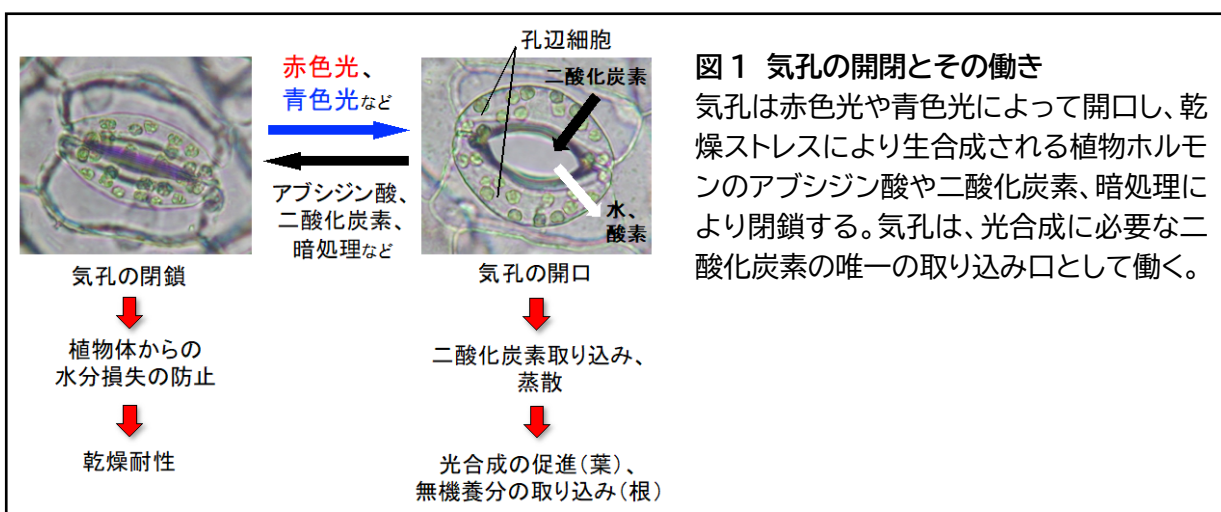 赤色光、
青色光など
アブシジン酸、
二酸化炭素、
暗処理など
孔辺細胞
二酸化炭素
水、
酸素
気孔の閉鎖
植物体からの
水分損失の防止
乾燥耐性
気孔の開口
二酸化炭素取り込み、
蒸散
光合成の促進(葉)、
無機養分の取り込み(根)
図1 気孔の開閉とその働き
気孔は赤色光や青色光によって開口し、乾
燥ストレスにより生合成される植物ホルモ
ンのアブシジン酸や二酸化炭素、暗処理に
より閉鎖する。気孔は、光合成に必要な二
酸化炭素の唯一の取り込み口として働く。